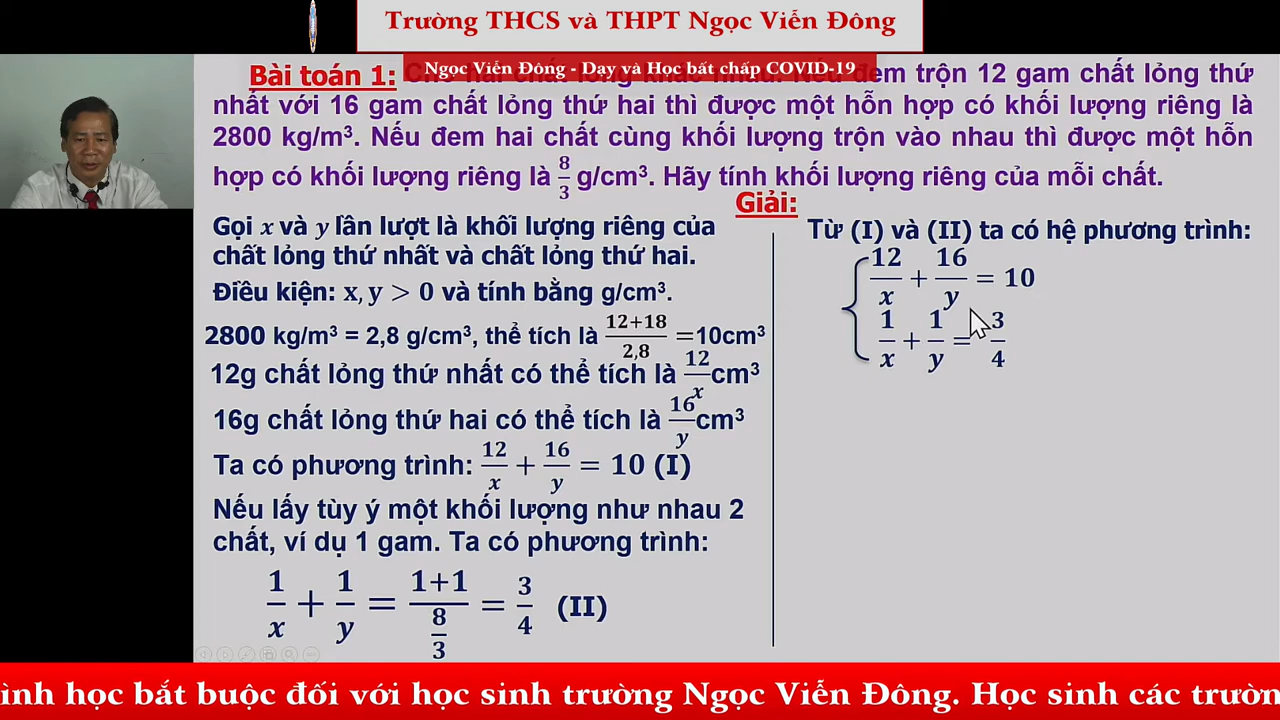 Trường THCS và THPT Ngọc Viễn Đông
Ngọc Viễn Đông - Dạy và Học bất chấp COVID-19
Bài toán 1: đem trộn 12 gam chất lỏng thứ
nhất với 16 gam chất lỏng thứ hai thì được một hỗn hợp có khối lượng riêng là
2800 kg/m³. Nếu đem hai chất cùng khối lượng trộn vào nhau thì được một hỗn
hợp có khối lượng riêng là 8/3 g/cm³. Hãy tính khối lượng riêng của mỗi chất.
Giải:
Gọi x và y lần lượt là khối lượng riêng của
chất lỏng thứ nhất và chất lỏng thứ hai.
Điều kiện: x, y > 0 và tính bằng g/cm³.
2800 kg/m³ = 2,8 g/cm³, thể tích là (12+18)/2,8 =10cm³
12g chất lỏng thứ nhất có thể tích là 12/x cm³
16g chất lỏng thứ hai có thể tích là 16/y cm³
Ta có phương trình: 12/x + 16/y = 10 (I)
Nếu lấy tùy ý một khối lượng như nhau 2
chất, ví dụ 1 gam. Ta có phương trình:
1/x + 1/y = (1+1)/(8/3) = 3/4 (II)
Từ (I) và (II) ta có hệ phương trình:
12/x + 16/y = 10
1/x + 1/y = 3/4
ình học bắt buộc đối với học sinh trường Ngọc Viễn Đông. Học sinh các trườn